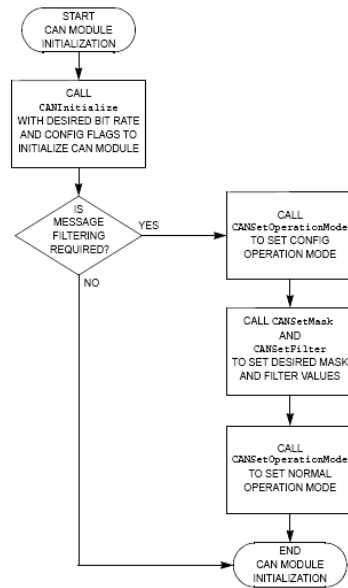 START
CAN MODULE
INITIALIZATION
CALL
CANInitialize
WITH DESIRED BIT RATE
AND CONFIG FLAGS TO
INITIALIZE CAN MODULE
IS
MESSAGE
FILTERING
REQUIRED?
YES
NO
CALL
CANSetOperationMode
TO SET CONFIG
OPERATION MODE
CALL CANSetMask
AND
CANSetFilter
TO SET DESIRED MASK
AND FILTER VALUES
CALL
CANSetOperationMode
TO SET NORMAL
OPERATION MODE
END
CAN MODULE
INITIALIZATION